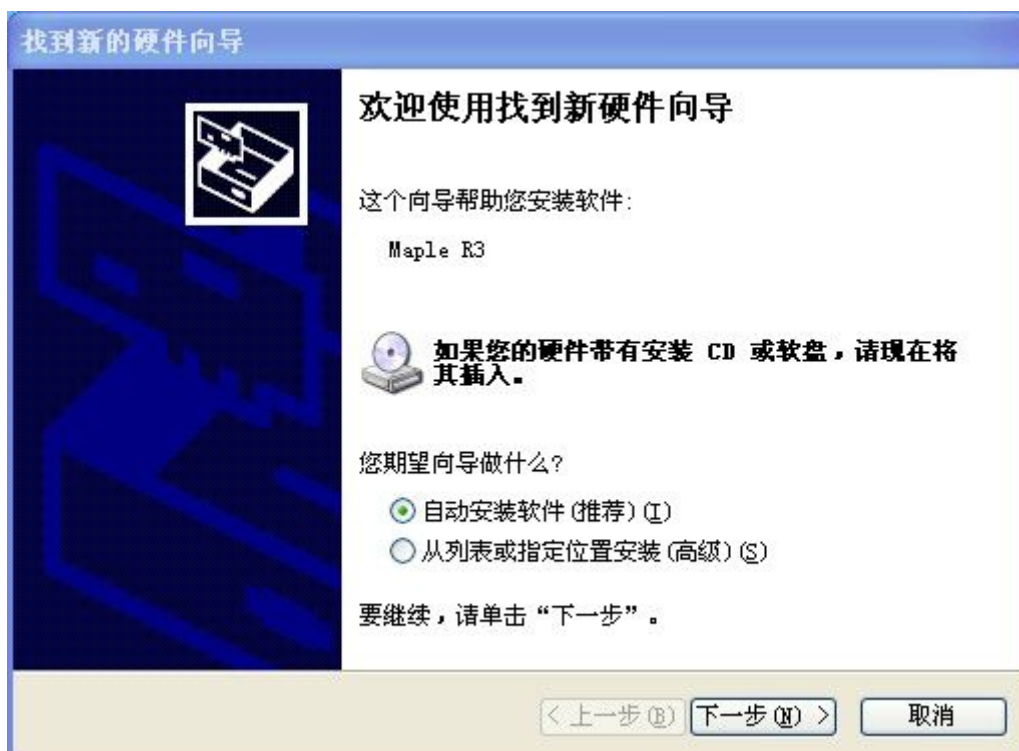 找到新的硬件向导
欢迎使用找到新硬件向导
这个向导帮助您安装软件:
Maple R3
如果您的硬件带有安装 CD 或软盘，请现在将
其插入。
您期望向导做什么?
自动安装软件(推荐)(I)
从列表或指定位置安装(高级)(S)
要继续，请单击“下一步”。
< 上一步(B) 下一步(N) > 取消